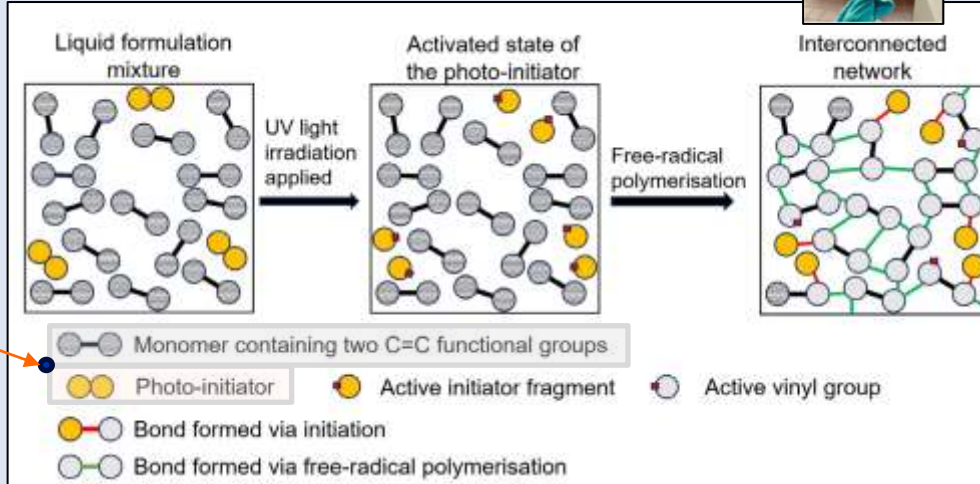 Liquid formulation
mixture
UV light
irradiation
applied
Activated state of
the photo-initiator
Free-radical
polymerisation
Interconnected
network
Monomer containing two C=C functional groups
Photo-initiator
Active initiator fragment
Active vinyl group
Bond formed via initiation
Bond formed via free-radical polymerisation